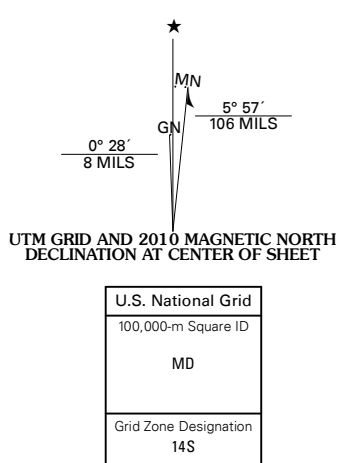 ★
MN
GN
5° 57´
106 MILS
0° 28´
8 MILS
UTM GRID AND 2010 MAGNETIC NORTH
DECLINATION AT CENTER OF SHEET
U.S. National Grid
100,000-m Square ID
MD
Grid Zone Designation
14S